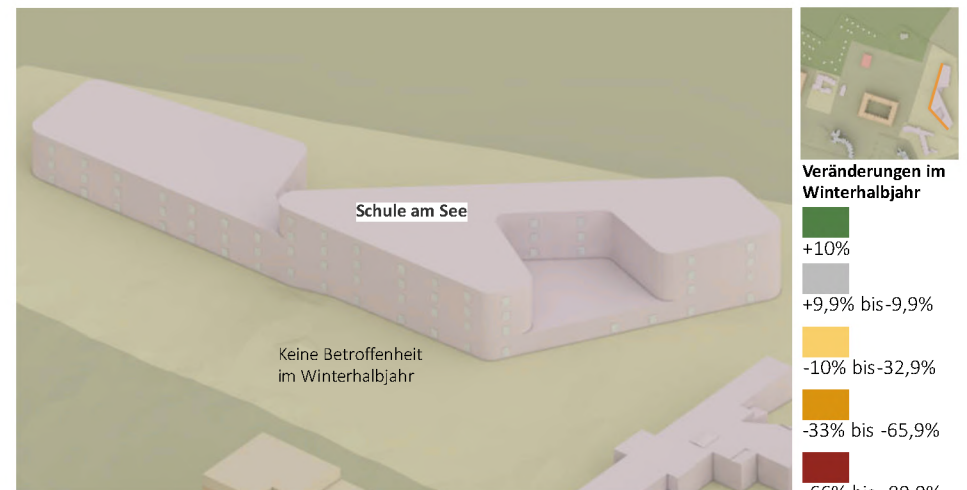 Schule am See
Keine Betroffenheit
im Winterhalbjahr
Veränderungen im
Winterhalbjahr
+10%
+9,9% bis-9,9%
-10% bis-32,9%
-33% bis -65,9%